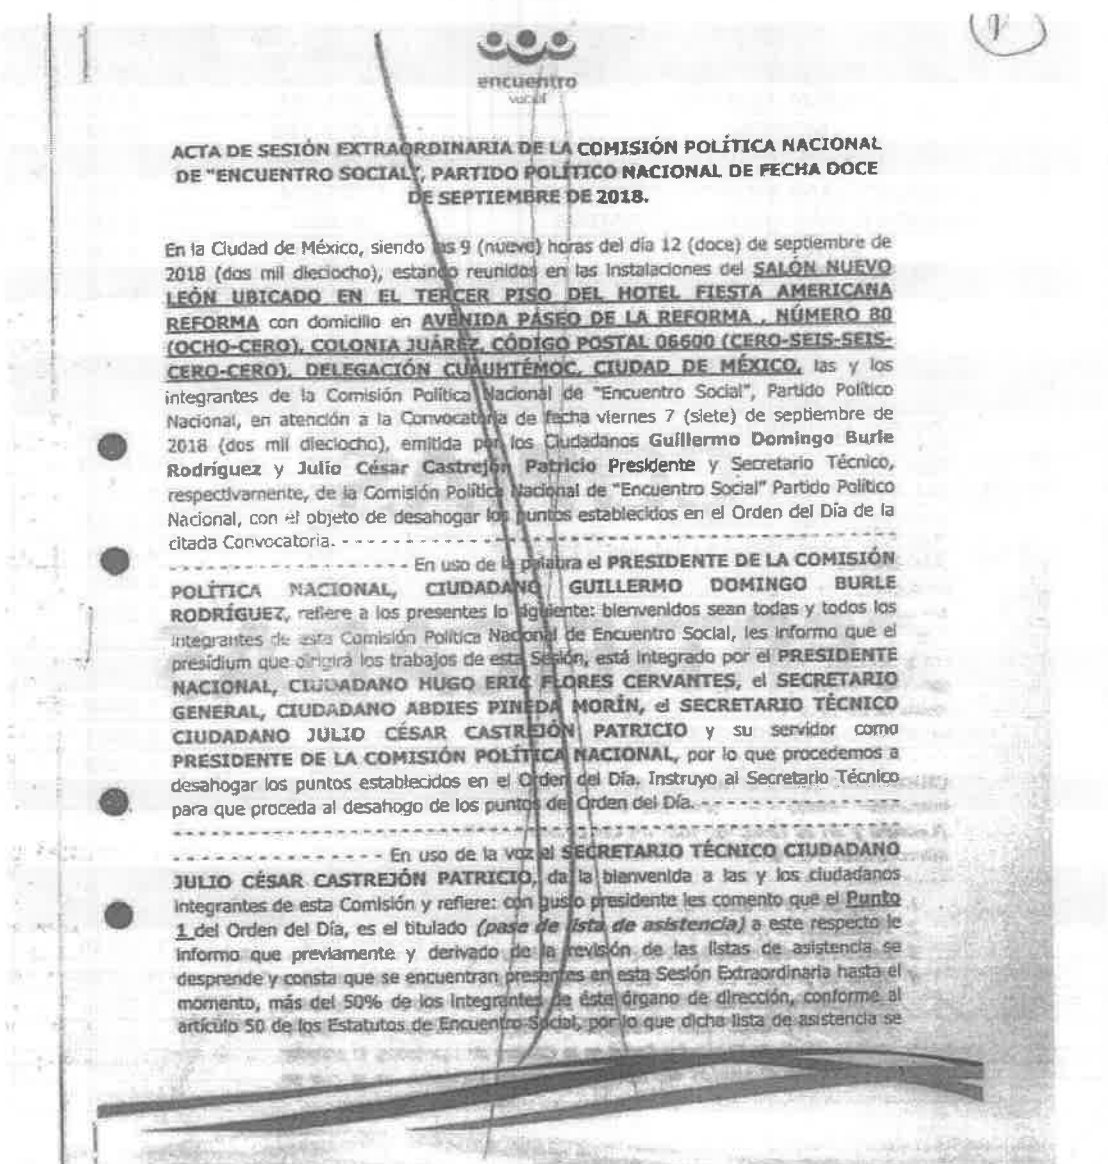 encuentro
social
ACTA DE SESIÓN EXTRAORDINARIA DE LA COMISIÓN POLÍTICA NACIONAL
DE "ENCUENTRO SOCIAL", PARTIDO POLÍTICO NACIONAL DE FECHA DOCE
DE SEPTIEMBRE DE 2018.
En la Ciudad de México, siendo las 9 (nueve) horas del día 12 (doce) de septiembre de
2018 (dos mil dieciocho), estando reunidos en las Instalaciones del SALÓN NUEVO
LEÓN UBICADO EN EL TERCER PISO DEL HOTEL FIESTA AMERICANA
REFORMA con domicilio en AVENIDA PASEO DE LA REFORMA , NÚMERO 80
(OCHO-CERO), COLONIA JUÁREZ, CÓDIGO POSTAL 06600 (CERO-SEIS-SEIS-
CERO-CERO), DELEGACIÓN CUAUHTÉMOC, CIUDAD DE MÉXICO, las y los
integrantes de la Comisión Política Nacional de "Encuentro Social", Partido Político
Nacional, en atención a la Convocatoria de fecha viernes 7 (siete) de septiembre de
2018 (dos mil dieciocho), emitida por los Ciudadanos Guillermo Domingo Burle
Rodríguez y Julio César Castrejón Patricio Presidente y Secretario Técnico,
respectivamente, de la Comisión Política Nacional de "Encuentro Social" Partido Político
Nacional, con el objeto de desahogar los puntos establecidos en el Orden del Día de la
citada Convocatoria. - - - - - - - - - - - - - - - - - - - - - - - - - - - - - - - - - - - - - - - - - - - -
- - - - - - - - - - - - - - - - - - - En uso de la palabra el PRESIDENTE DE LA COMISIÓN
POLÍTICA NACIONAL, CIUDADANO GUILLERMO DOMINGO BURLE
RODRÍGUEZ, refiere a los presentes lo siguiente: bienvenidos sean todas y todos los
integrantes de esta Comisión Política Nacional de Encuentro Social, les informo que el
presidium que dirigirá los trabajos de esta Sesión, está integrado por el PRESIDENTE
NACIONAL, CIUDADANO HUGO ERIC FLORES CERVANTES, el SECRETARIO
GENERAL, CIUDADANO ABDIES PINEDA MORÍN, el SECRETARIO TÉCNICO
CIUDADANO JULIO CÉSAR CASTREJÓN PATRICIO y su servidor como
PRESIDENTE DE LA COMISIÓN POLÍTICA NACIONAL, por lo que procedemos a
desahogar los puntos establecidos en el Orden del Día. Instruyo al Secretario Técnico
para que proceda al desahogo de los puntos del Orden del Día. - - - - - - - - - - - - - - -
- - - - - - - - - - - - - - - - - - - - - - - - - - - - - - - - - - - - - - - - - - - - - - - - - - - - - - - -
- - - - - - - - - - - - - - - - En uso de la voz el SECRETARIO TÉCNICO CIUDADANO
JULIO CÉSAR CASTREJÓN PATRICIO, da la bienvenida a las y los ciudadanos
integrantes de esta Comisión y refiere: con gusto presidente les comento que el Punto
1 del Orden del Día, es el titulado (pase de lista de asistencia) a este respecto le
informo que previamente y derivado de la revisión de las listas de asistencia se
desprende y consta que se encuentran presentes en esta Sesión Extraordinaria hasta el
momento, más del 50% de los integrantes de éste órgano de dirección, conforme al
artículo 50 de los Estatutos de Encuentro Social, por lo que dicha lista de asistencia se